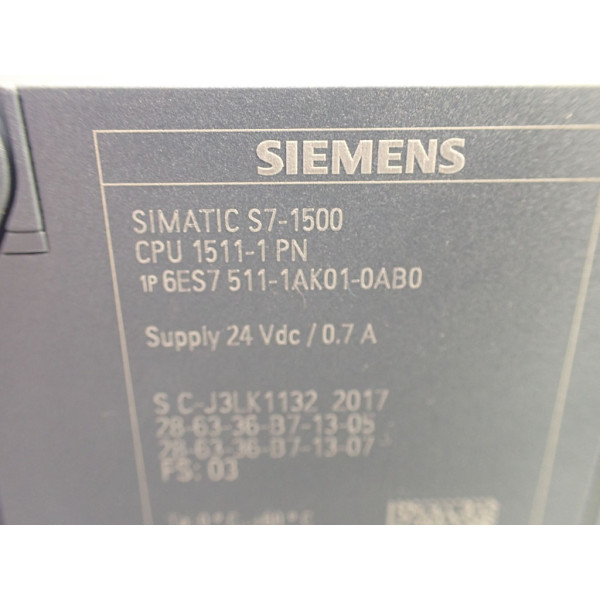 SIEMENS
SIMATIC S7-1500
CPU 1511-1 PN
1P 6ES7 511-1AK01-0AB0
Supply 24 Vdc / 0.7 A
S C-J3LK1132 2017
28-63-36-B7-13-05
28-63-36-B7-13-07
FS: 03